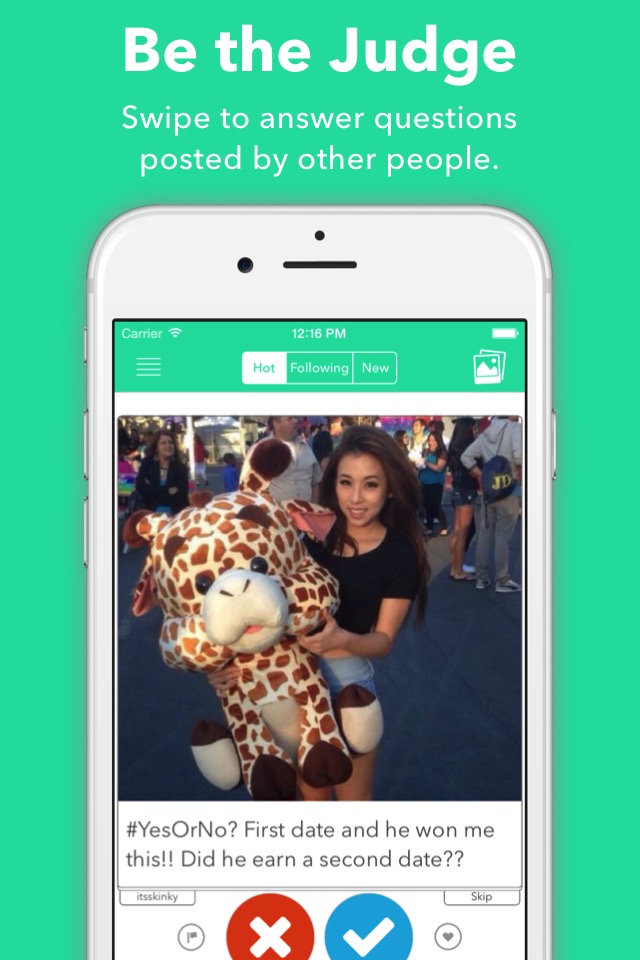 Be the Judge
Swipe to answer questions
posted by other people.
Carrier 12:16 PM
Hot Following New
JD
#YesOrNo? First date and he won me
this!! Did he earn a second date??
itsskinky Skip